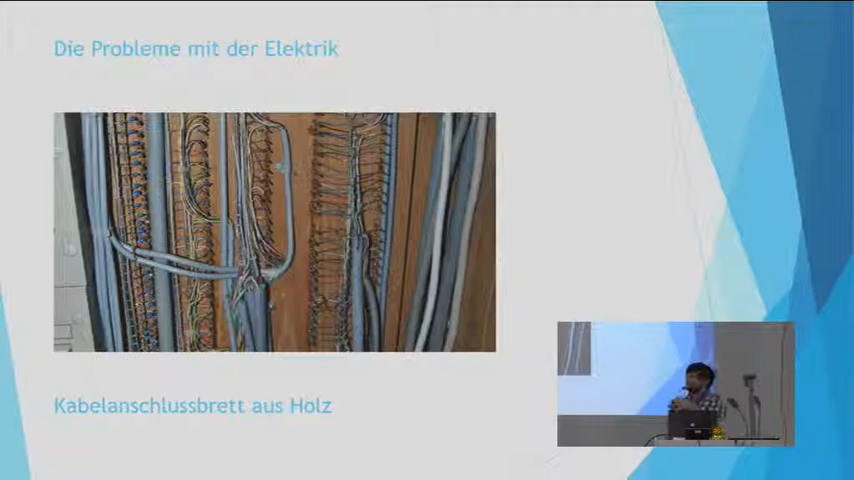 Die Probleme mit der Elektrik
Kabelanschlussbrett aus Holz